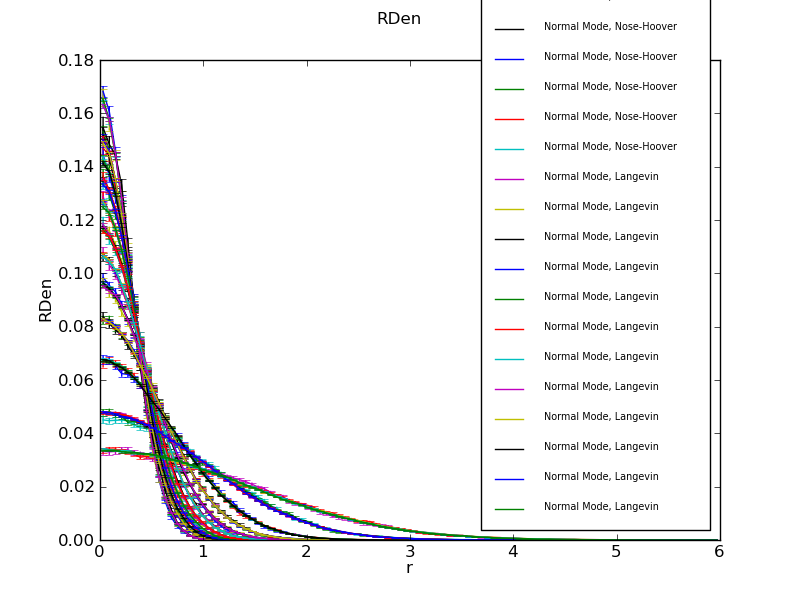 RDen
Normal Mode, Nose-Hoover
Normal Mode, Nose-Hoover
Normal Mode, Nose-Hoover
Normal Mode, Nose-Hoover
Normal Mode, Nose-Hoover
Normal Mode, Langevin
Normal Mode, Langevin
Normal Mode, Langevin
Normal Mode, Langevin
Normal Mode, Langevin
Normal Mode, Langevin
Normal Mode, Langevin
Normal Mode, Langevin
Normal Mode, Langevin
Normal Mode, Langevin
Normal Mode, Langevin
Normal Mode, Langevin
0.18
0.16
0.14
0.12
0.10
0.08
0.06
0.04
0.02
0.00
RDen
0 1 2 3 4 5 6
r